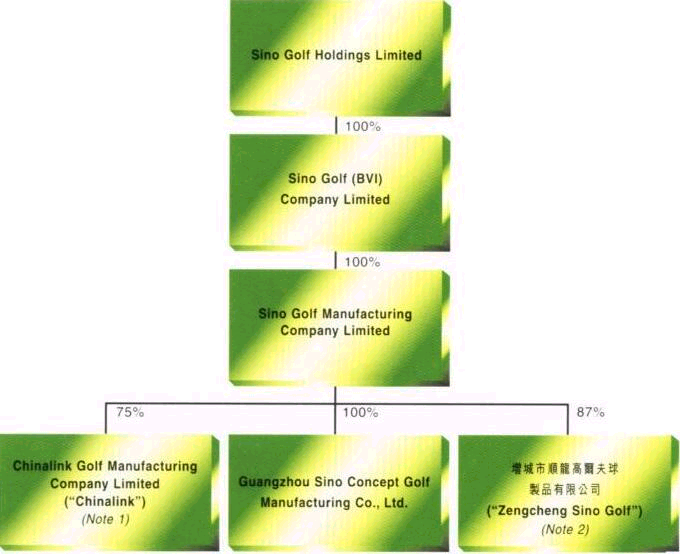 Sino Golf Holdings Limited
100%
Sino Golf (BVI)
Company Limited
100%
Sino Golf Manufacturing
Company Limited
75%
100%
87%
Chinalink Golf Manufacturing
Company Limited
(“Chinalink”)
(Note 1)
Guangzhou Sino Concept Golf
Manufacturing Co., Ltd.
增城市順龍高爾夫球
製品有限公司
(“Zengcheng Sino Golf”)
(Note 2)